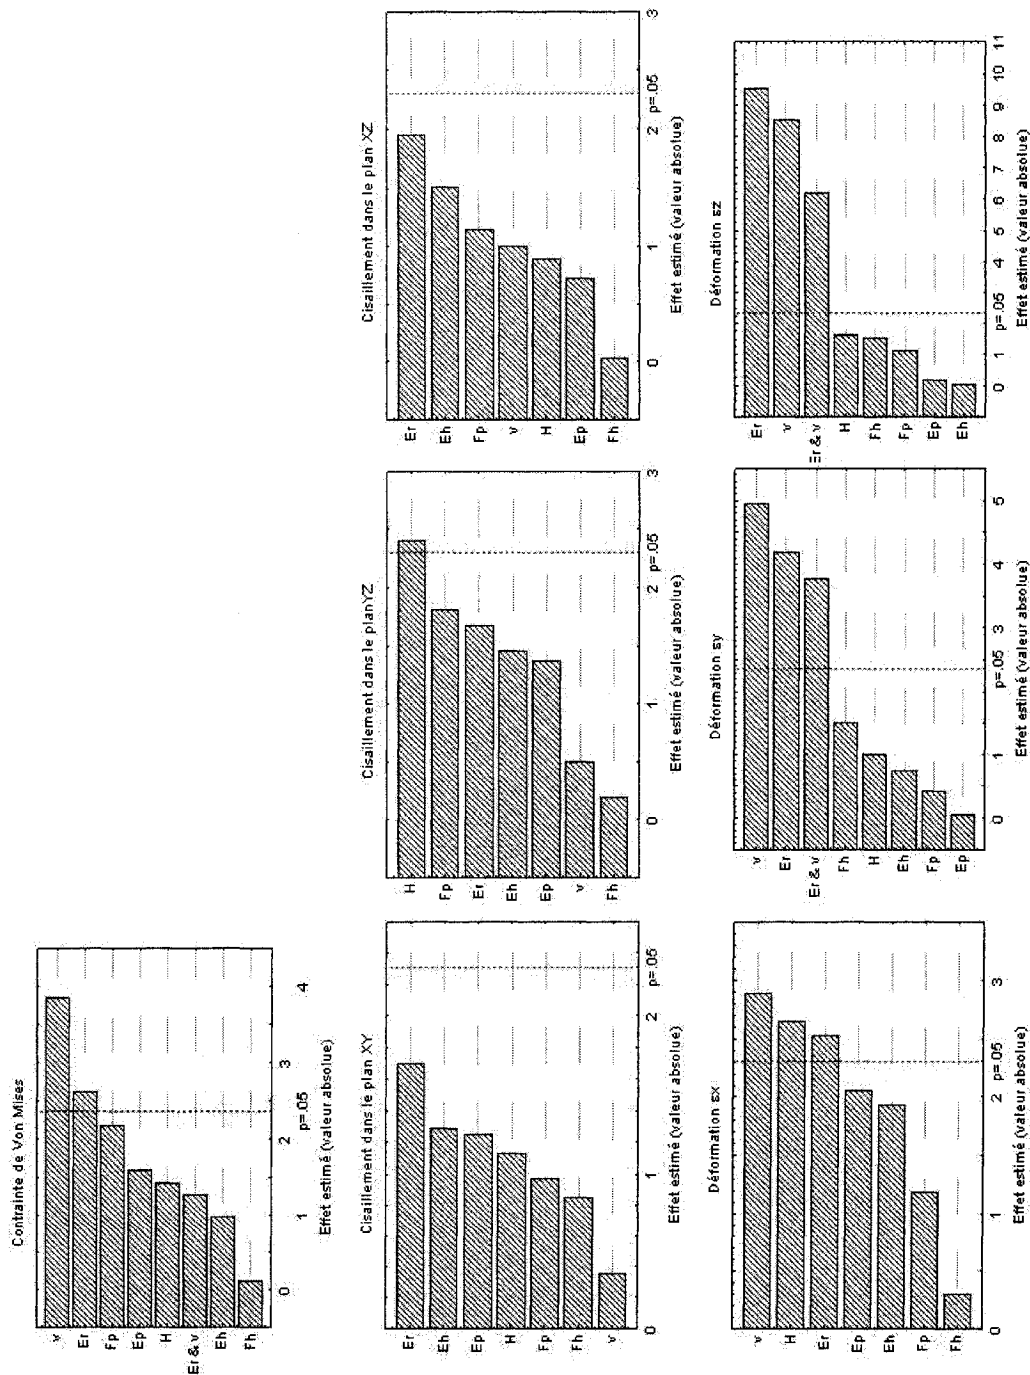 Contrainte de Von Mises
v
Er
Fp
Ep
H
Er & v
Eh
Fh
0 1 2 p=.05 3 4
Effet estimé (valeur absolue)
Cisaillement dans le plan XY
Er
Eh
Ep
H
Fp
Fh
v
0 1 2 p=.05
Effet estimé (valeur absolue)
Cisaillement dans le planYZ
H
Fp
Er
Eh
Ep
v
Fh
0 1 2 p=.05 3
Effet estimé (valeur absolue)
Cisaillement dans le plan XZ
Er
Eh
Fp
v
H
Ep
Fh
0 1 2 p=.05 3
Effet estimé (valeur absolue)
Déformation εx
v
H
Er
Ep
Eh
Fp
Fh
0 1 2 p=.05 3
Effet estimé (valeur absolue)
Déformation εy
v
Er
Er & v
Fh
H
Eh
Fp
Ep
0 1 p=.05 3 4 5
Effet estimé (valeur absolue)
Déformation εz
Er
v
Er & v
H
Fh
Fp
Ep
Eh
0 1 p=.05 3 4 5 6 7 8 9 10 11
Effet estimé (valeur absolue)